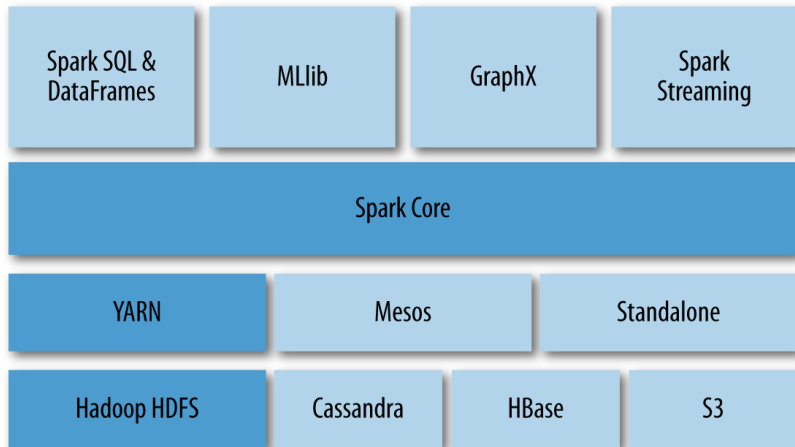 Spark SQL &
DataFrames
MLlib
GraphX
Spark
Streaming
Spark Core
YARN
Mesos
Standalone
Hadoop HDFS
Cassandra
HBase
S3